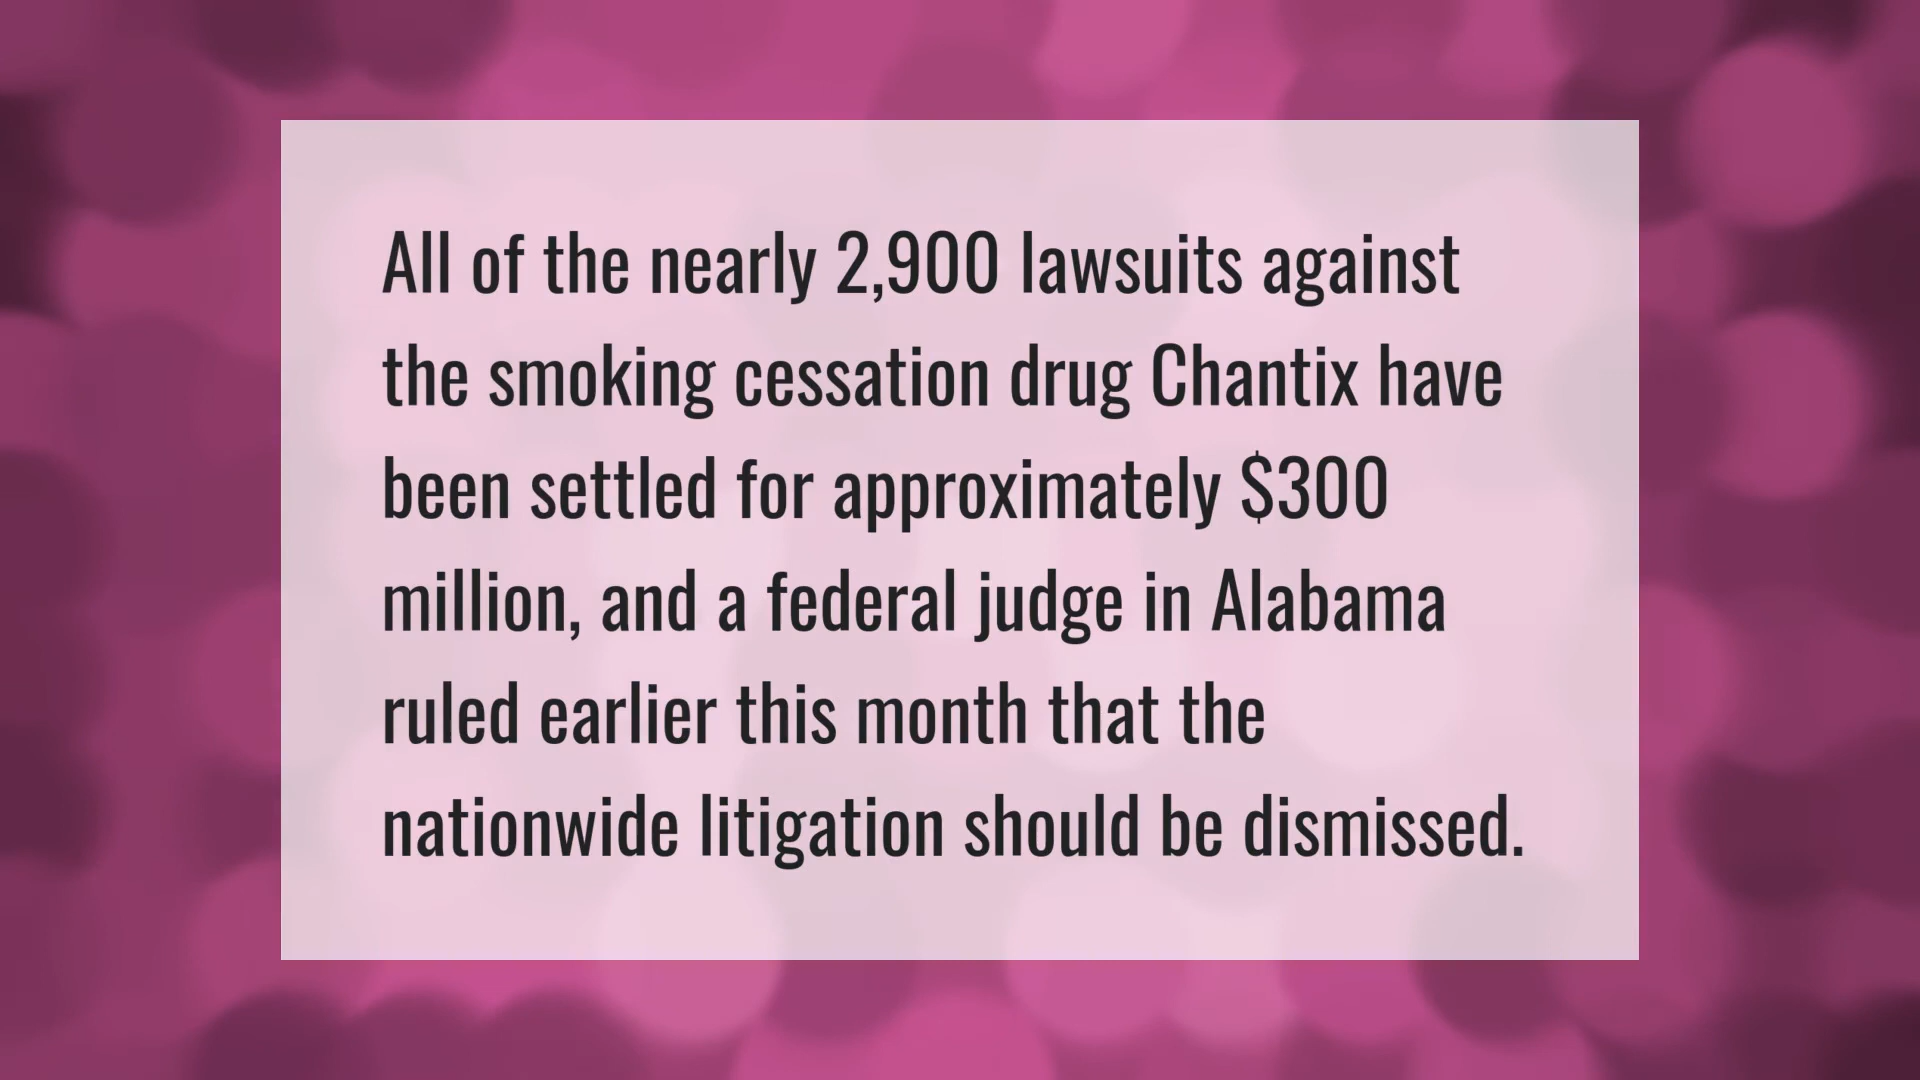 All of the nearly 2,900 lawsuits against
the smoking cessation drug Chantix have
been settled for approximately $300
million, and a federal judge in Alabama
ruled earlier this month that the
nationwide litigation should be dismissed.